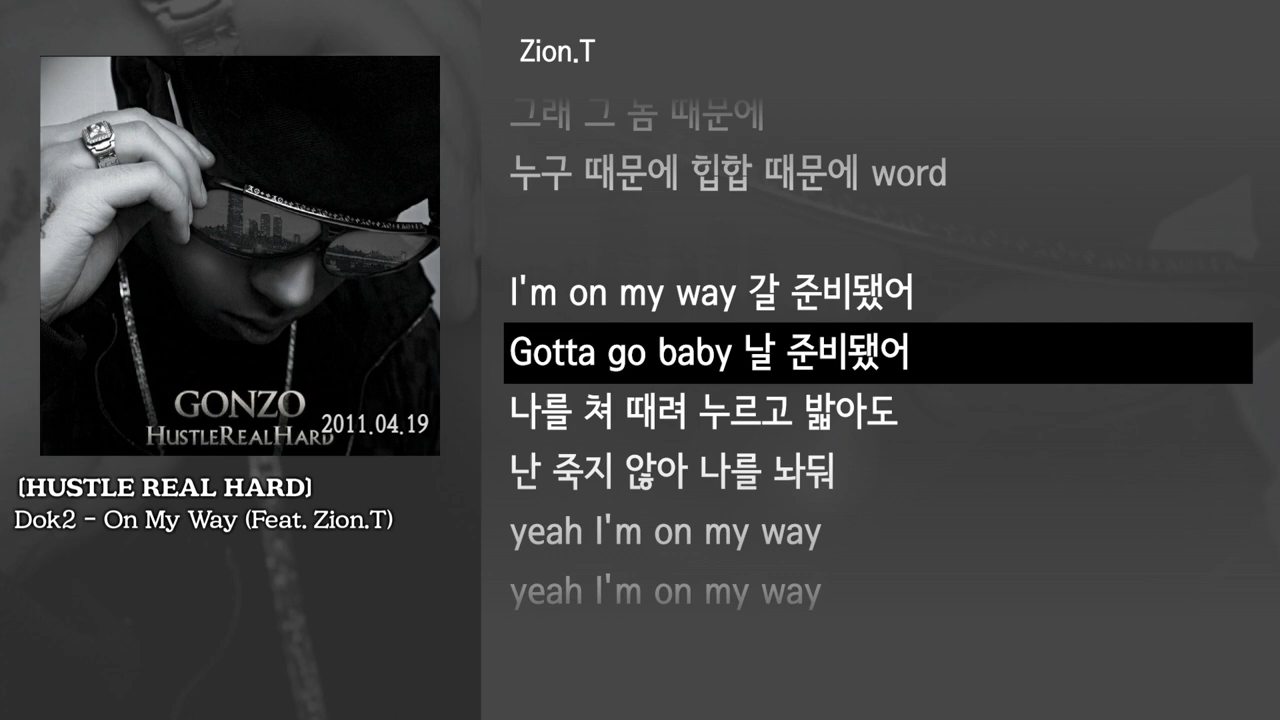 GONZO
HUSTLEREALHARD
2011.04.19
[HUSTLE REAL HARD]
Dok2 - On My Way (Feat. Zion.T)
Zion.T
그래 그 놈 때문에
누구 때문에 힙합 때문에 word
I'm on my way 갈 준비됐어
Gotta go baby 날 준비됐어
나를 쳐 때려 누르고 밟아도
난 죽지 않아 나를 놔둬
yeah I'm on my way
yeah I'm on my way